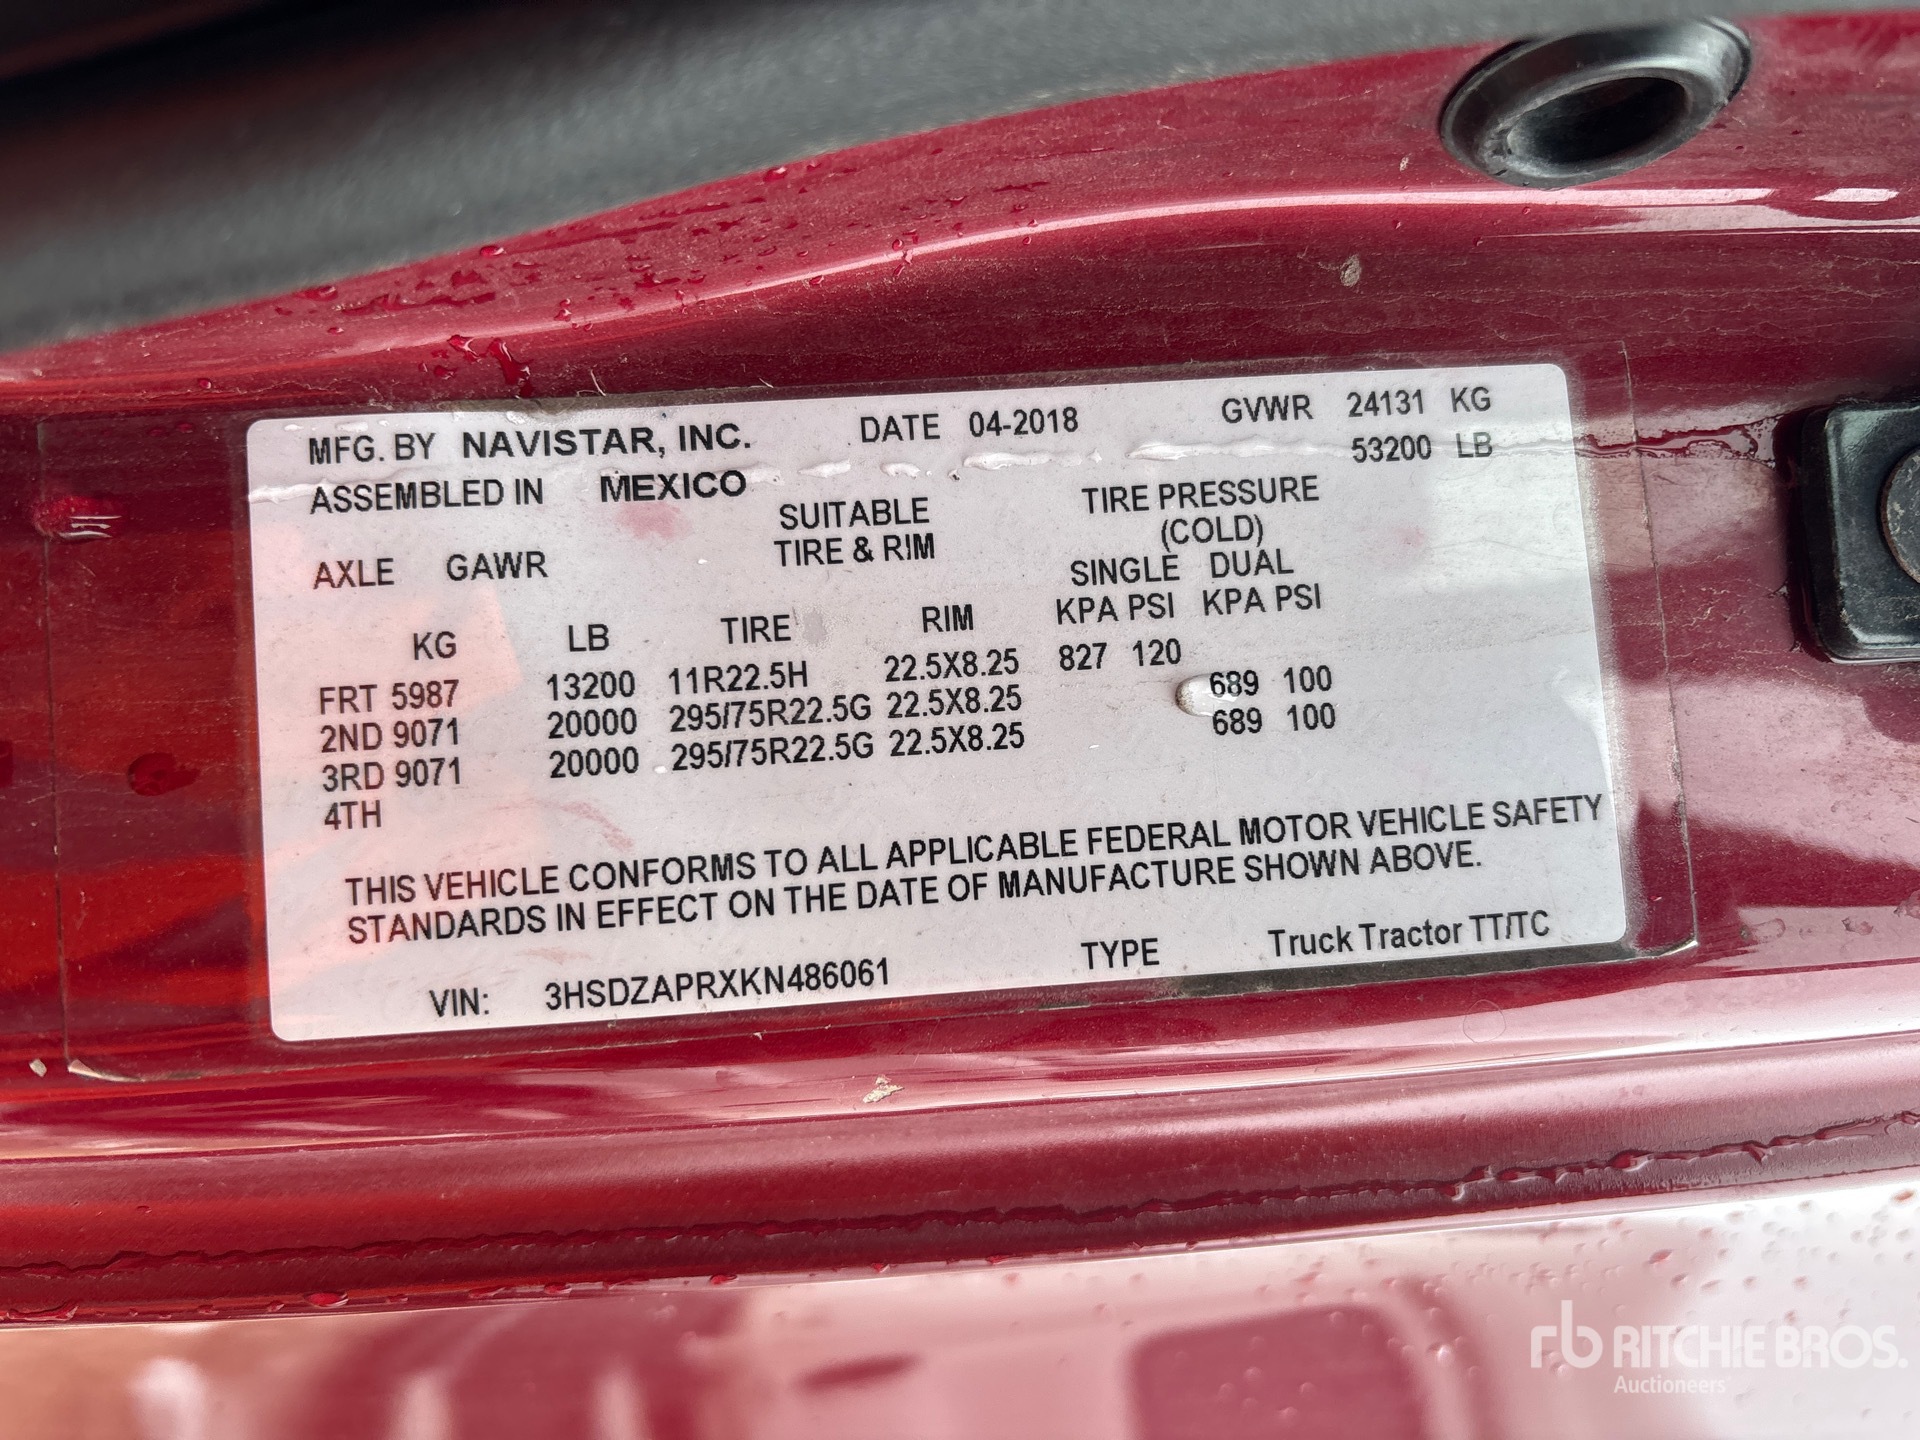 MFG. BY NAVISTAR, INC. DATE 04-2018 GVWR 24131 KG
53200 LB
ASSEMBLED IN MEXICO
SUITABLE TIRE PRESSURE
TIRE & RIM (COLD)
AXLE GAWR SINGLE DUAL
KG LB TIRE RIM KPA PSI KPA PSI
FRT 5987 13200 11R22.5H 22.5X8.25 827 120
2ND 9071 20000 295/75R22.5G 22.5X8.25 689 100
3RD 9071 20000 295/75R22.5G 22.5X8.25 689 100
4TH
THIS VEHICLE CONFORMS TO ALL APPLICABLE FEDERAL MOTOR VEHICLE SAFETY
STANDARDS IN EFFECT ON THE DATE OF MANUFACTURE SHOWN ABOVE.
VIN: 3HSDZAPRXKN486061 TYPE Truck Tractor TT/TC
rb RITCHIE BROS.
Auctioneers